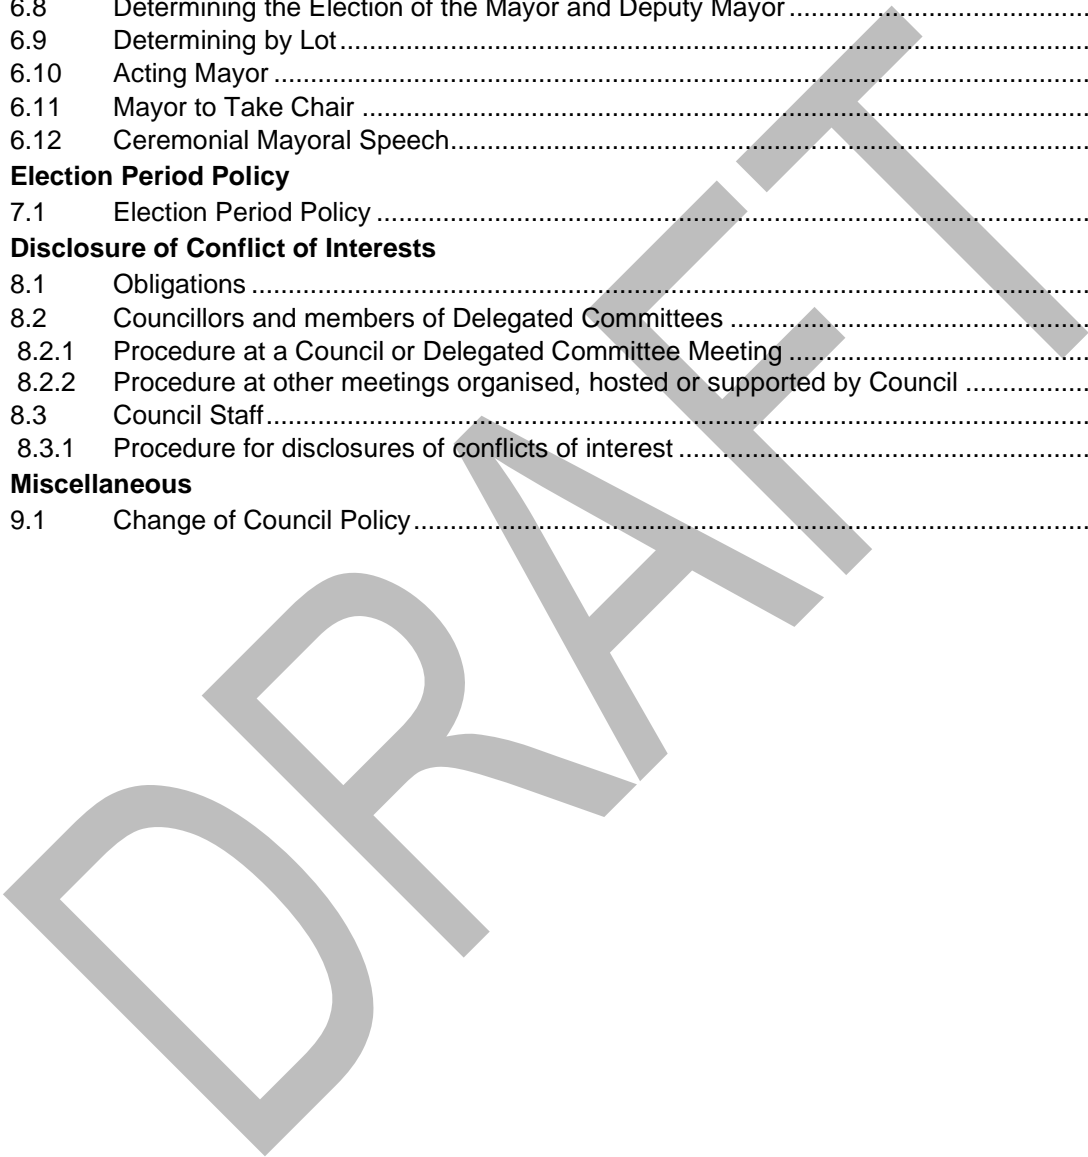 6.8 Determining the Election of the Mayor and Deputy Mayor ........................................
6.9 Determining by Lot ........................................................................................................
6.10 Acting Mayor ................................................................................................................
6.11 Mayor to Take Chair ....................................................................................................
6.12 Ceremonial Mayoral Speech ........................................................................................
Election Period Policy
7.1 Election Period Policy ..................................................................................................
Disclosure of Conflict of Interests
8.1 Obligations ...................................................................................................................
8.2 Councillors and members of Delegated Committees .................................................
8.2.1 Procedure at a Council or Delegated Committee Meeting ........................................
8.2.2 Procedure at other meetings organised, hosted or supported by Council .................
8.3 Council Staff .................................................................................................................
8.3.1 Procedure for disclosures of conflicts of interest .......................................................
Miscellaneous
9.1 Change of Council Policy .............................................................................................
DRAFT